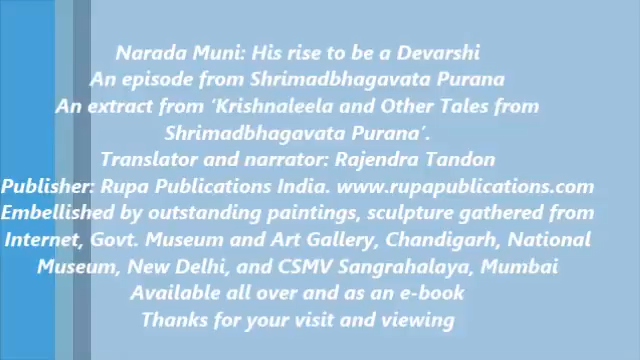 Narada Muni: His rise to be a Devarshi
An episode from Shrimadbhagavata Purana
An extract from ‘Krishnaleela and Other Tales from
Shrimadbhagavata Purana’.
Translator and narrator: Rajendra Tandon
Publisher: Rupa Publications India. www.rupapublications.com
Embellished by outstanding paintings, sculpture gathered from
Internet, Govt. Museum and Art Gallery, Chandigarh, National
Museum, New Delhi, and CSMV Sangrahalaya, Mumbai
Available all over and as an e-book
Thanks for your visit and viewing